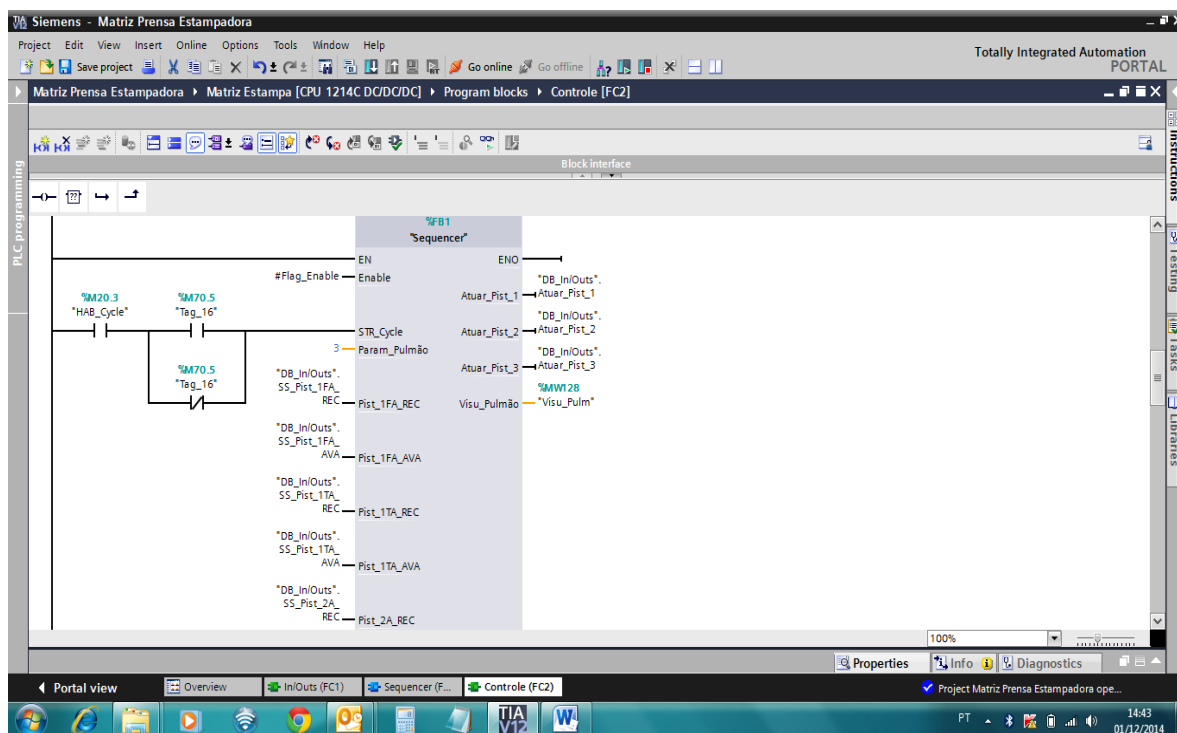 Siemens - Matriz Prensa Estampadora
Project Edit View Insert Online Options Tools Window Help
Totally Integrated Automation
PORTAL
Save project
Go online
Go offline
Matriz Prensa Estampadora
Matriz Estampa [CPU 1214C DC/DC/DC]
Program blocks
Controle [FC2]
Block interface
PLC programming
Instructions
Testing
Tasks
Libraries
%FB1
"Sequencer"
EN
ENO
#Flag_Enable
Enable
"DB_In/Outs".
Atuar_Pist_1
Atuar_Pist_1
%M20.3
"HAB_Cycle"
%M70.5
"Tag_16"
STR_Cycle
"DB_In/Outs".
Atuar_Pist_2
Atuar_Pist_2
3
Param_Pulmão
"DB_In/Outs".
Atuar_Pist_3
Atuar_Pist_3
%M70.5
"Tag_16"
%MW128
Visu_Pulmão
"Visu_Pulm"
"DB_In/Outs".
SS_Pist_1FA_
REC
Pist_1FA_REC
"DB_In/Outs".
SS_Pist_1FA_
AVA
Pist_1FA_AVA
"DB_In/Outs".
SS_Pist_1TA_
REC
Pist_1TA_REC
"DB_In/Outs".
SS_Pist_1TA_
AVA
Pist_1TA_AVA
"DB_In/Outs".
SS_Pist_2A_
REC
Pist_2A_REC
100%
Properties
Info
Diagnostics
Portal view
Overview
In/Outs (FC1)
Sequencer (F...
Controle (FC2)
Project Matriz Prensa Estampadora ope...
TIA
V12
PT
14:43
01/12/2014